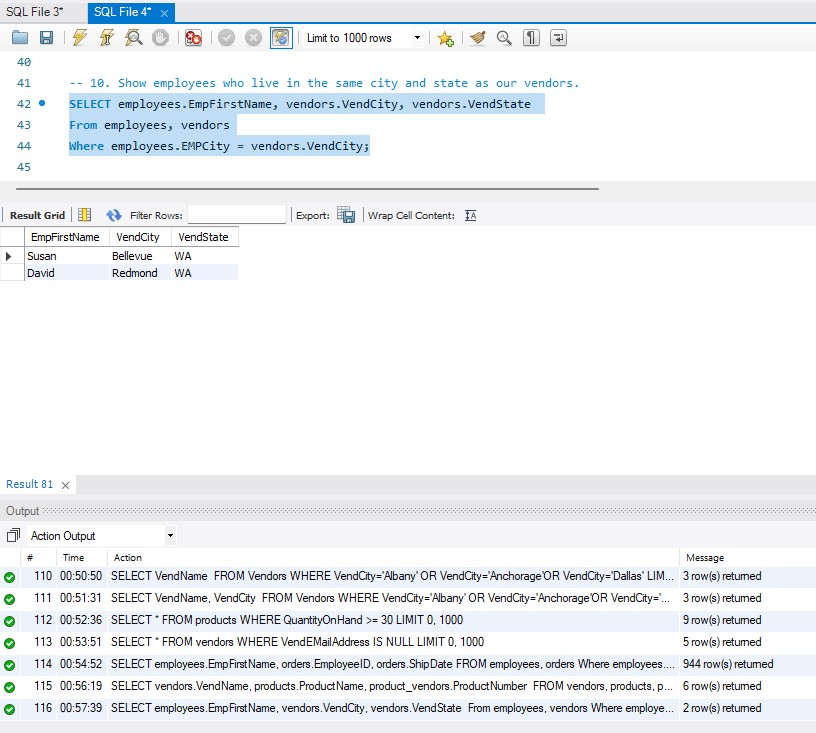 SQL File 3*
SQL File 4*
Limit to 1000 rows
40
41 -- 10. Show employees who live in the same city and state as our vendors.
42 SELECT employees.EmpFirstName, vendors.VendCity, vendors.VendState
43 From employees, vendors
44 Where employees.EMPCity = vendors.VendCity;
45
Result Grid Filter Rows: Export: Wrap Cell Content:
EmpFirstName VendCity VendState
Susan Bellevue WA
David Redmond WA
Result 81
Output
Action Output
# Time Action Message
110 00:50:50 SELECT VendName FROM Vendors WHERE VendCity='Albany' OR VendCity='Anchorage'OR VendCity='Dallas' LIM... 3 row(s) returned
111 00:51:31 SELECT VendName, VendCity FROM Vendors WHERE VendCity='Albany' OR VendCity='Anchorage'OR VendCity='... 3 row(s) returned
112 00:52:36 SELECT * FROM products WHERE QuantityOnHand >= 30 LIMIT 0, 1000 9 row(s) returned
113 00:53:51 SELECT * FROM vendors WHERE VendEMailAddress IS NULL LIMIT 0, 1000 5 row(s) returned
114 00:54:52 SELECT employees.EmpFirstName, orders.EmployeeID, orders.ShipDate FROM employees, orders Where employees.... 944 row(s) returned
115 00:56:19 SELECT vendors.VendName, products.ProductName, product_vendors.ProductNumber FROM vendors, products, p... 6 row(s) returned
116 00:57:39 SELECT employees.EmpFirstName, vendors.VendCity, vendors.VendState From employees, vendors Where employe... 2 row(s) returned